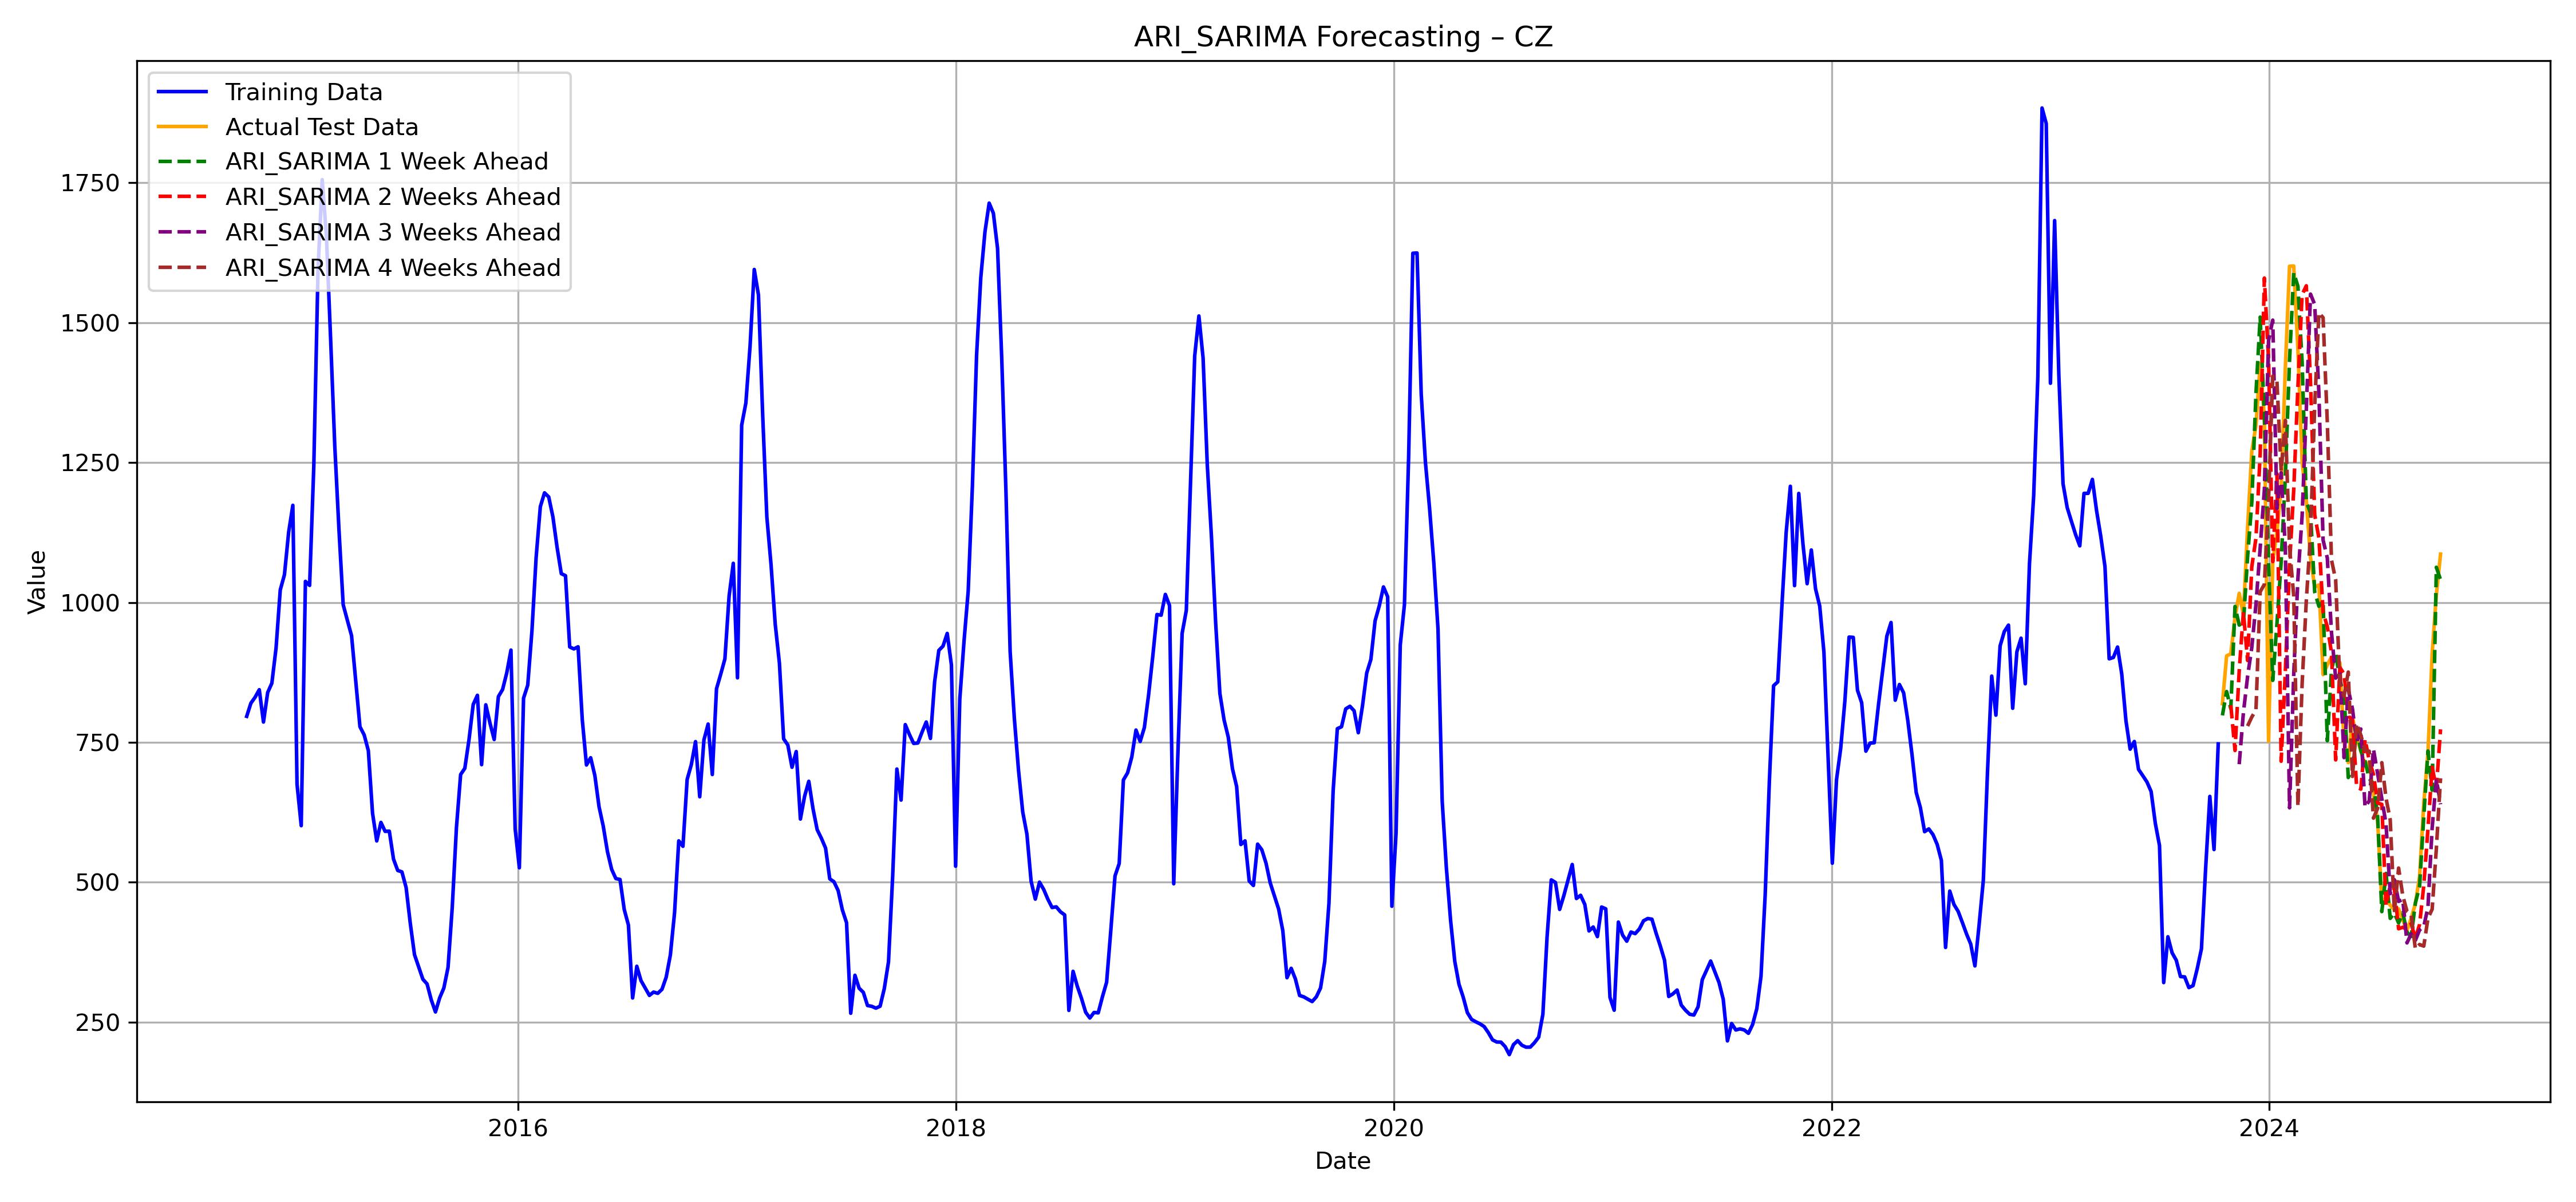 ARI_SARIMA Forecasting – CZ
Training Data
Actual Test Data
ARI_SARIMA 1 Week Ahead
ARI_SARIMA 2 Weeks Ahead
ARI_SARIMA 3 Weeks Ahead
ARI_SARIMA 4 Weeks Ahead
Value
1750
1500
1250
1000
750
500
250
2016
2018
2020
2022
2024
Date